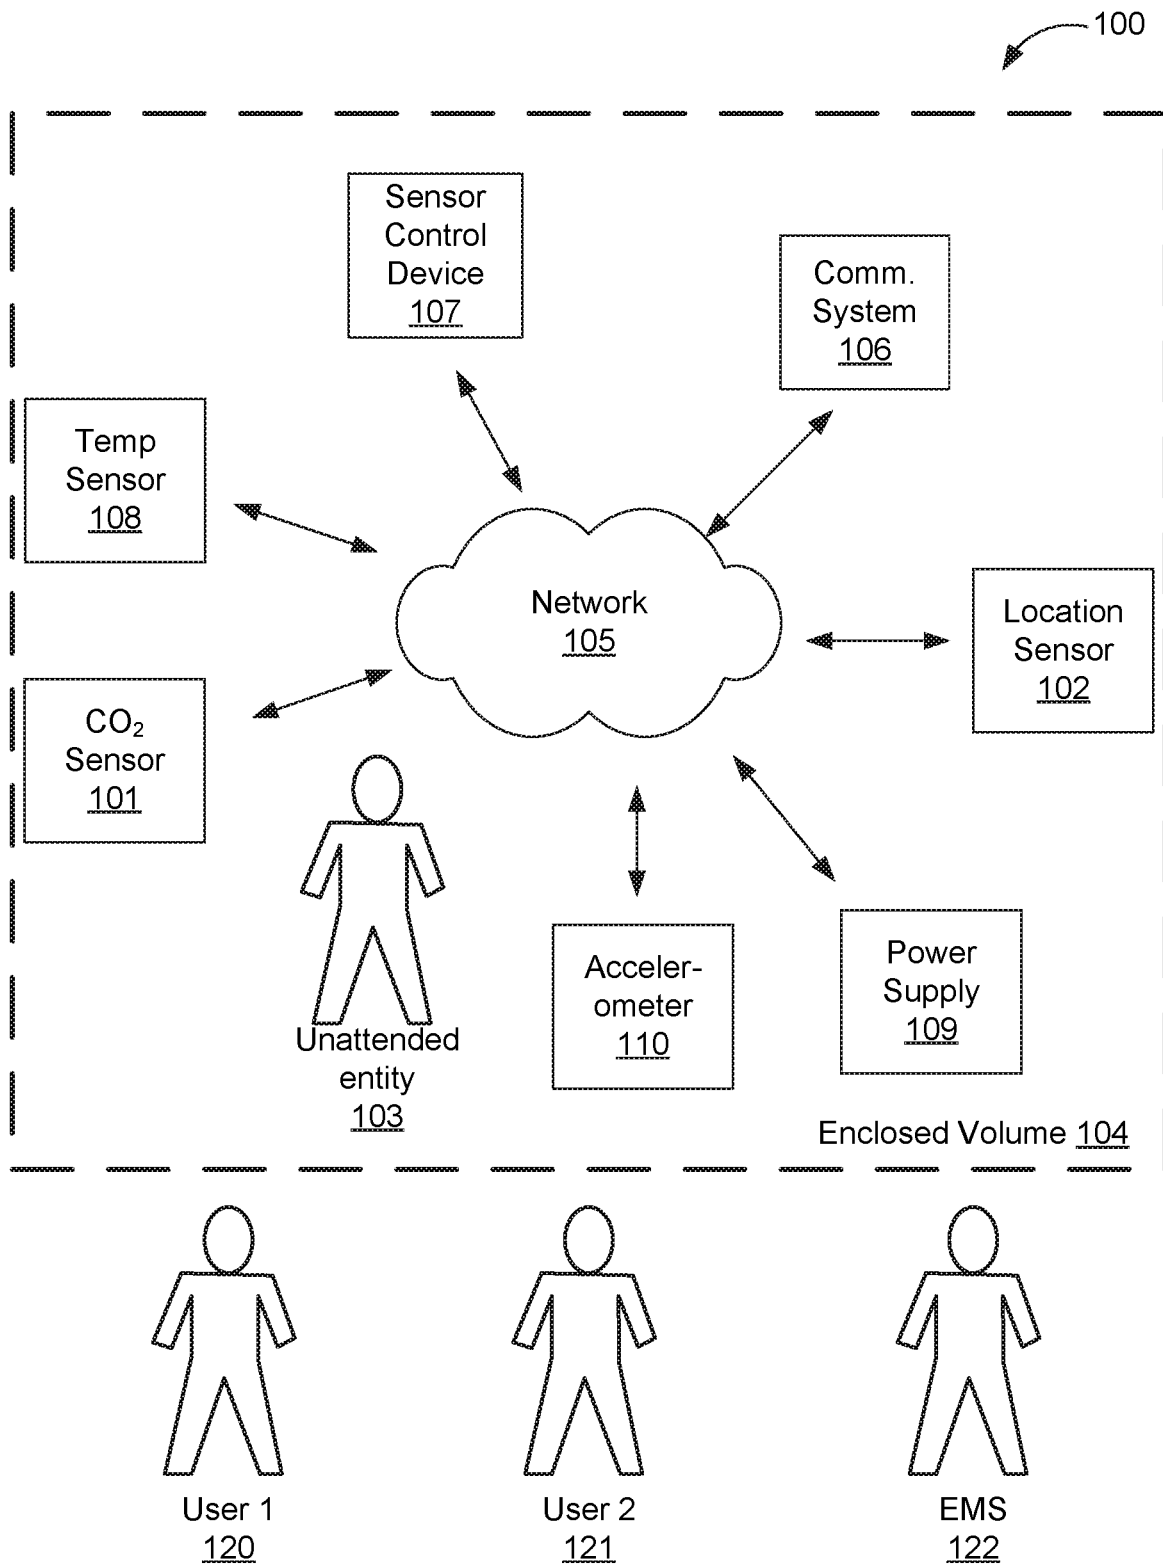 100
Sensor
Control
Device
107
Comm.
System
106
Temp
Sensor
108
Network
105
Location
Sensor
102
CO₂
Sensor
101
Unattended
entity
103
Acceler-
ometer
110
Power
Supply
109
Enclosed Volume 104
User 1
120
User 2
121
EMS
122